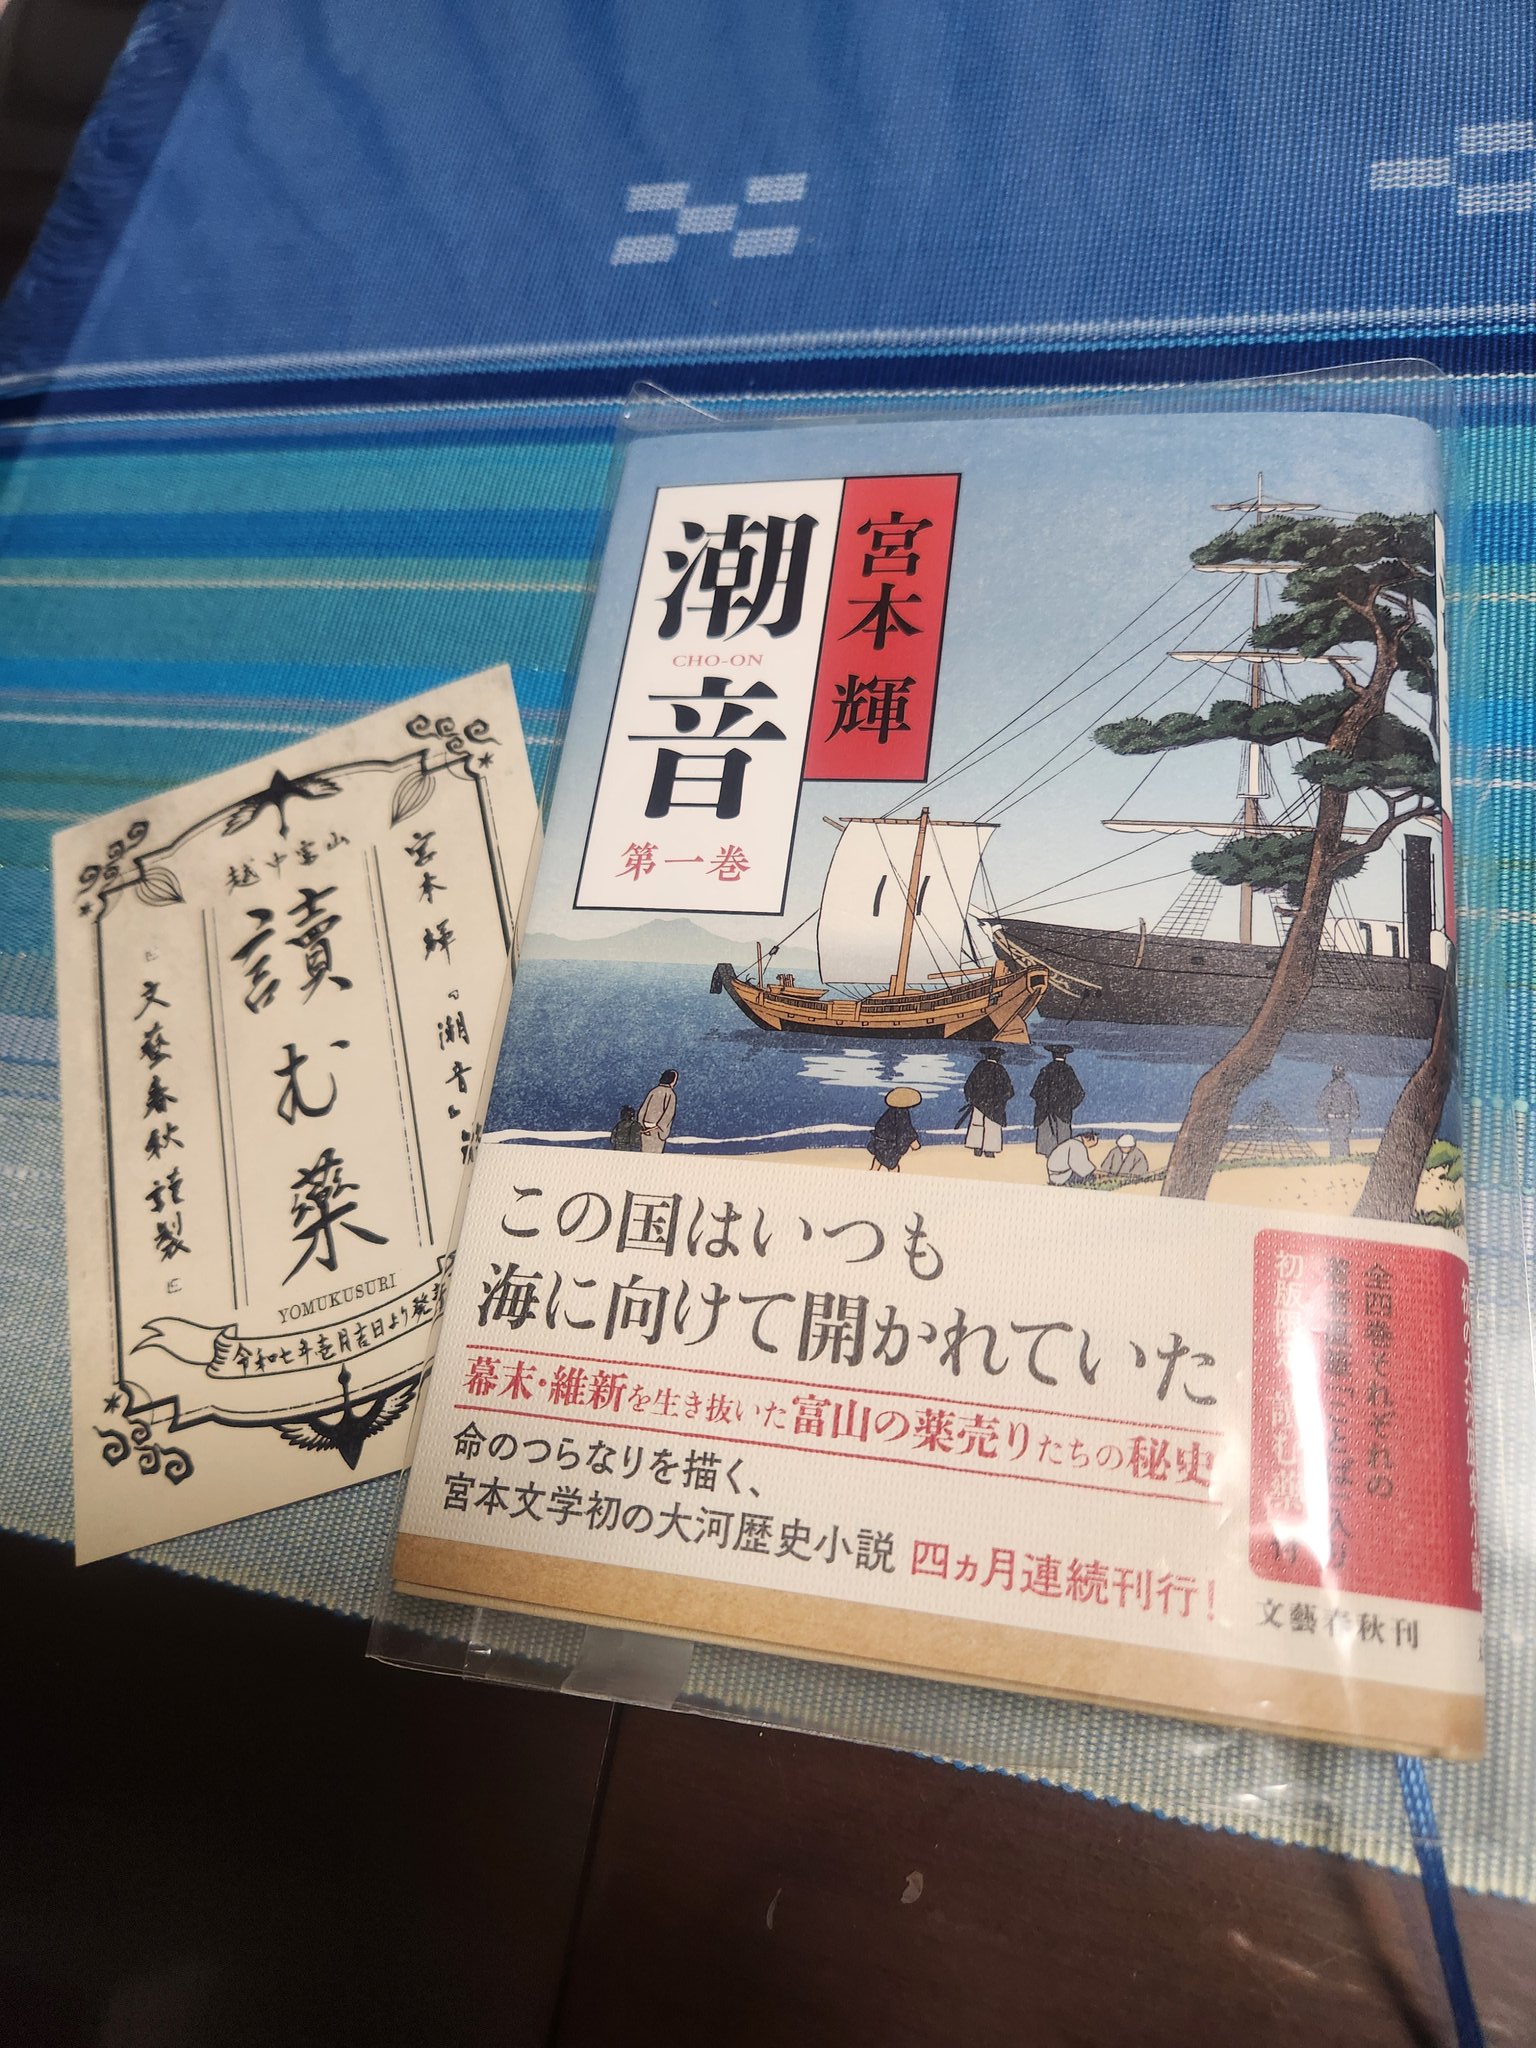 宮本 輝
潮音
CHO-ON
第一巻
この国はいつも
海に向けて開かれていた
幕末・維新を生き抜いた富山の薬売りたちの秘史
命のつらなりを描く、
宮本文学初の大河歴史小説 四ヵ月連続刊行!
全四巻それぞれの
初版
文藝春秋刊
宮本 輝『潮音』
越中富山
讀む薬
YOMUKUSURI
文藝春秋謹製
令和七年壱月吉日より発